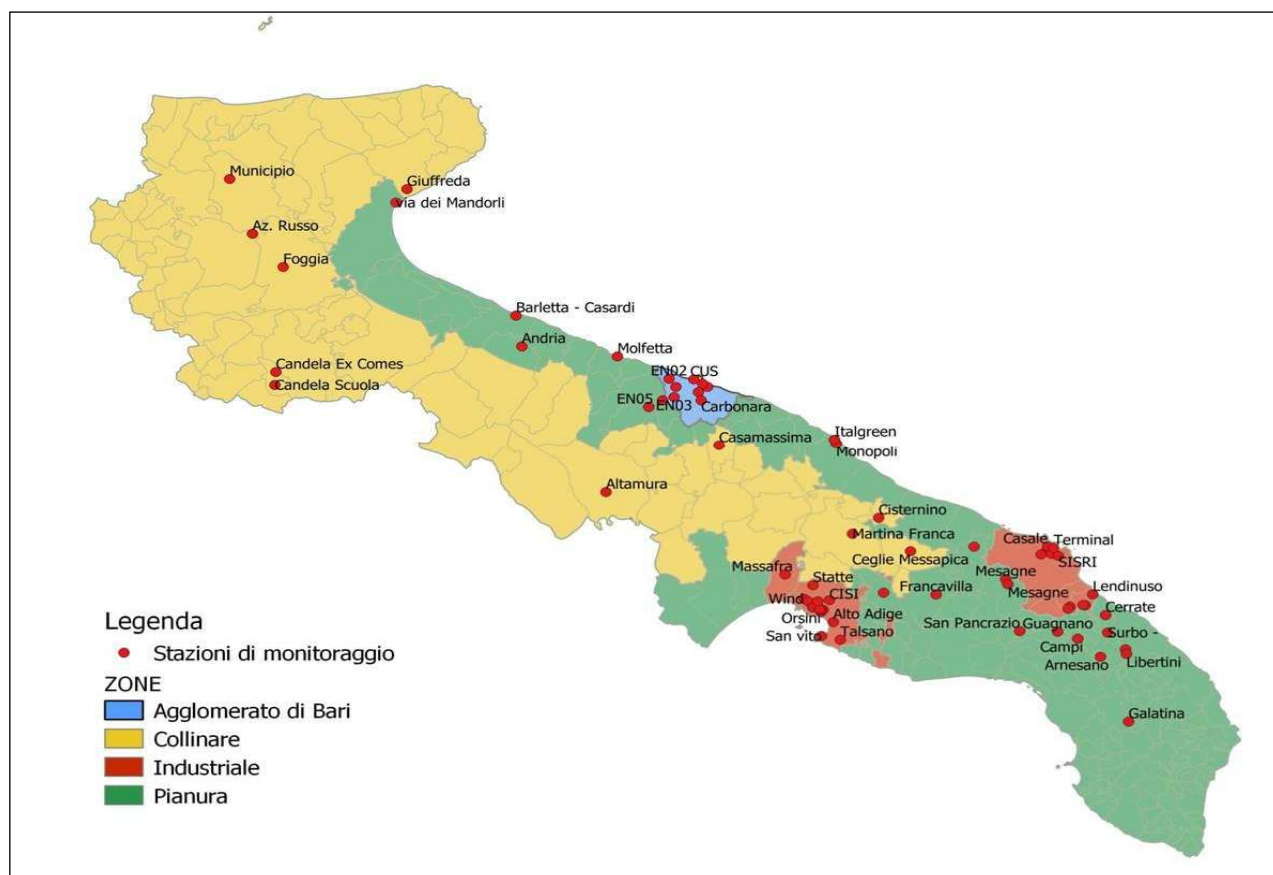 Municipio
Giuffreda
via dei Mandorli
Az. Russo
Foggia
Barletta - Casardi
Andria
Molfetta
Candela Ex Comes
Candela Scuola
EN02
CUS
EN05
EN03
Carbonara
Casamassima
Italgreen
Monopoli
Altamura
Cisternino
Martina Franca
Ceglie Messapica
Casale
Terminal
SISRI
Massafra
Statte
Mesagne
Mesagne
Francavilla
Lendinuso
Wind
CISI
Cerrate
Orsini
Alto Adige
San Pancrazio
Guagnano
Surbo -
San vito
Talsano
Campi
Arnesano
Libertini
Galatina
Legenda
Stazioni di monitoraggio
ZONE
Agglomerato di Bari
Collinare
Industriale
Pianura